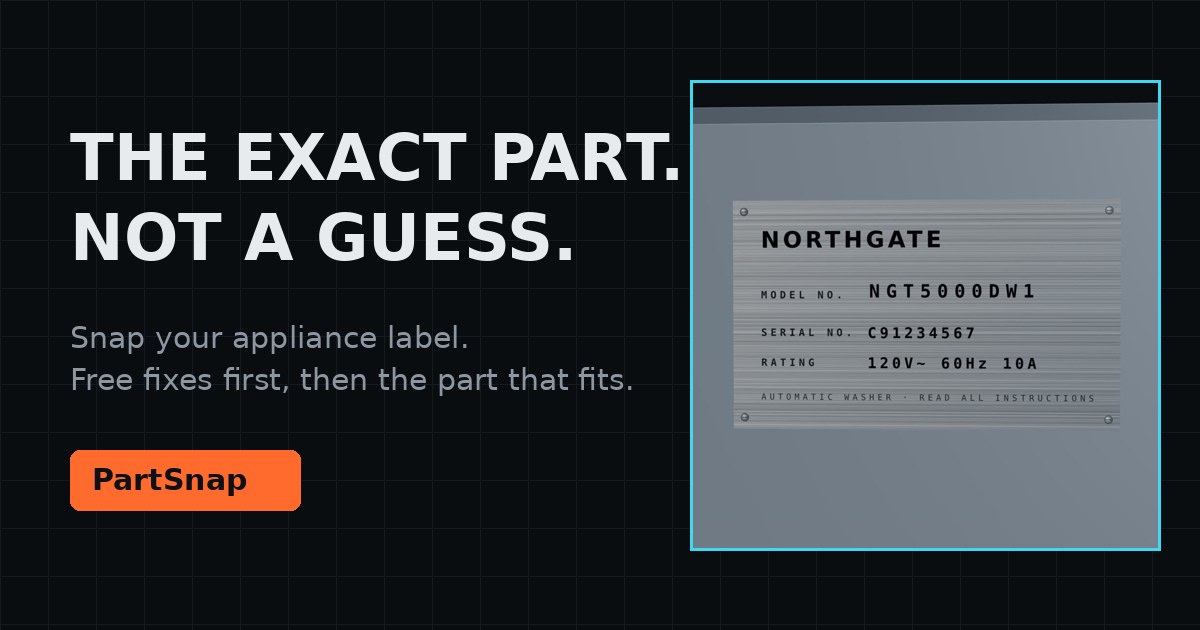 THE EXACT PART.
NOT A GUESS.
Snap your appliance label.
Free fixes first, then the part that fits.
PartSnap
NORTHGATE
MODEL NO. NGT5000DW1
SERIAL NO. C91234567
RATING 120V~ 60Hz 10A
AUTOMATIC WASHER · READ ALL INSTRUCTIONS